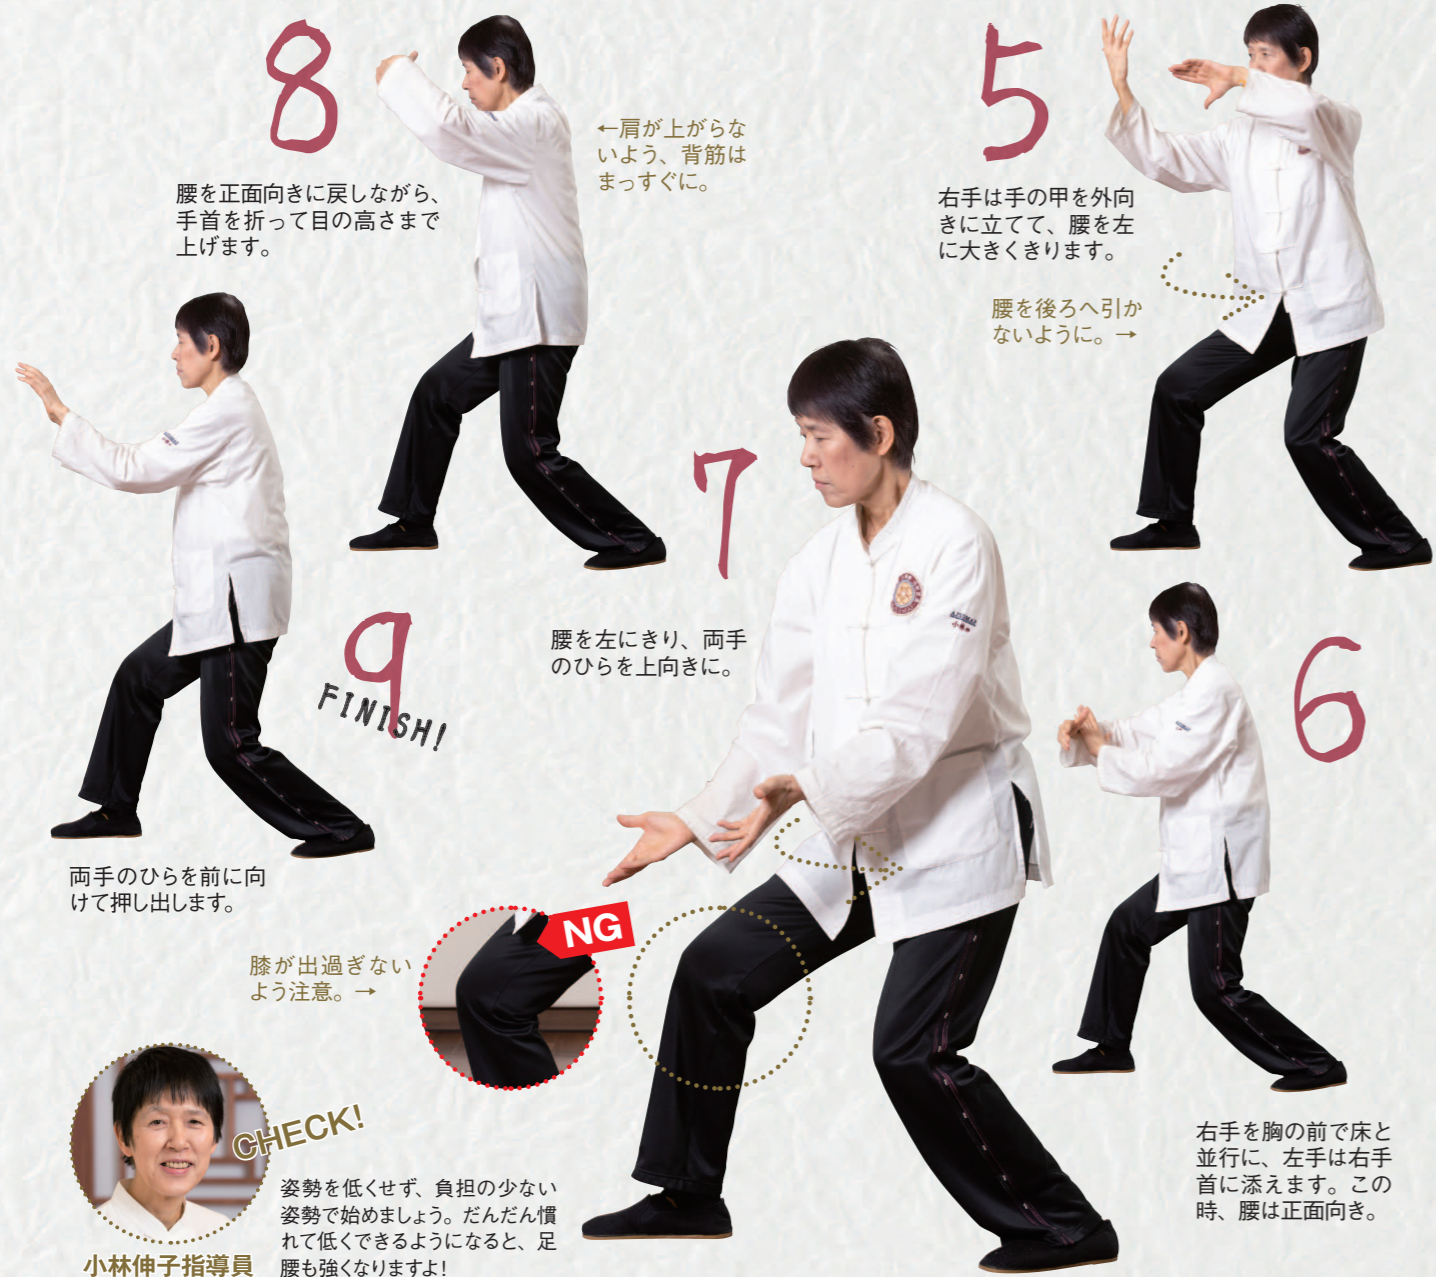 5
右手は手の甲を外向
きに立てて、腰を左
に大きくきります。
腰を後ろへ引か
ないように。→
6
右手を胸の前で床と
並行に、左手は右手
首に添えます。この
時、腰は正面向き。
7
腰を左にきり、両手
のひらを上向きに。
NG
膝が出過ぎない
よう注意。→
8
腰を正面向きに戻しながら、
手首を折って目の高さまで
上げます。
←肩が上がらな
いよう、背筋は
まっすぐに。
9
FINISH!
両手のひらを前に向
けて押し出します。
CHECK!
小林伸子指導員
姿勢を低くせず、負担の少ない
姿勢で始めましょう。だんだん慣
れて低くできるようになると、足
腰も強くなりますよ!